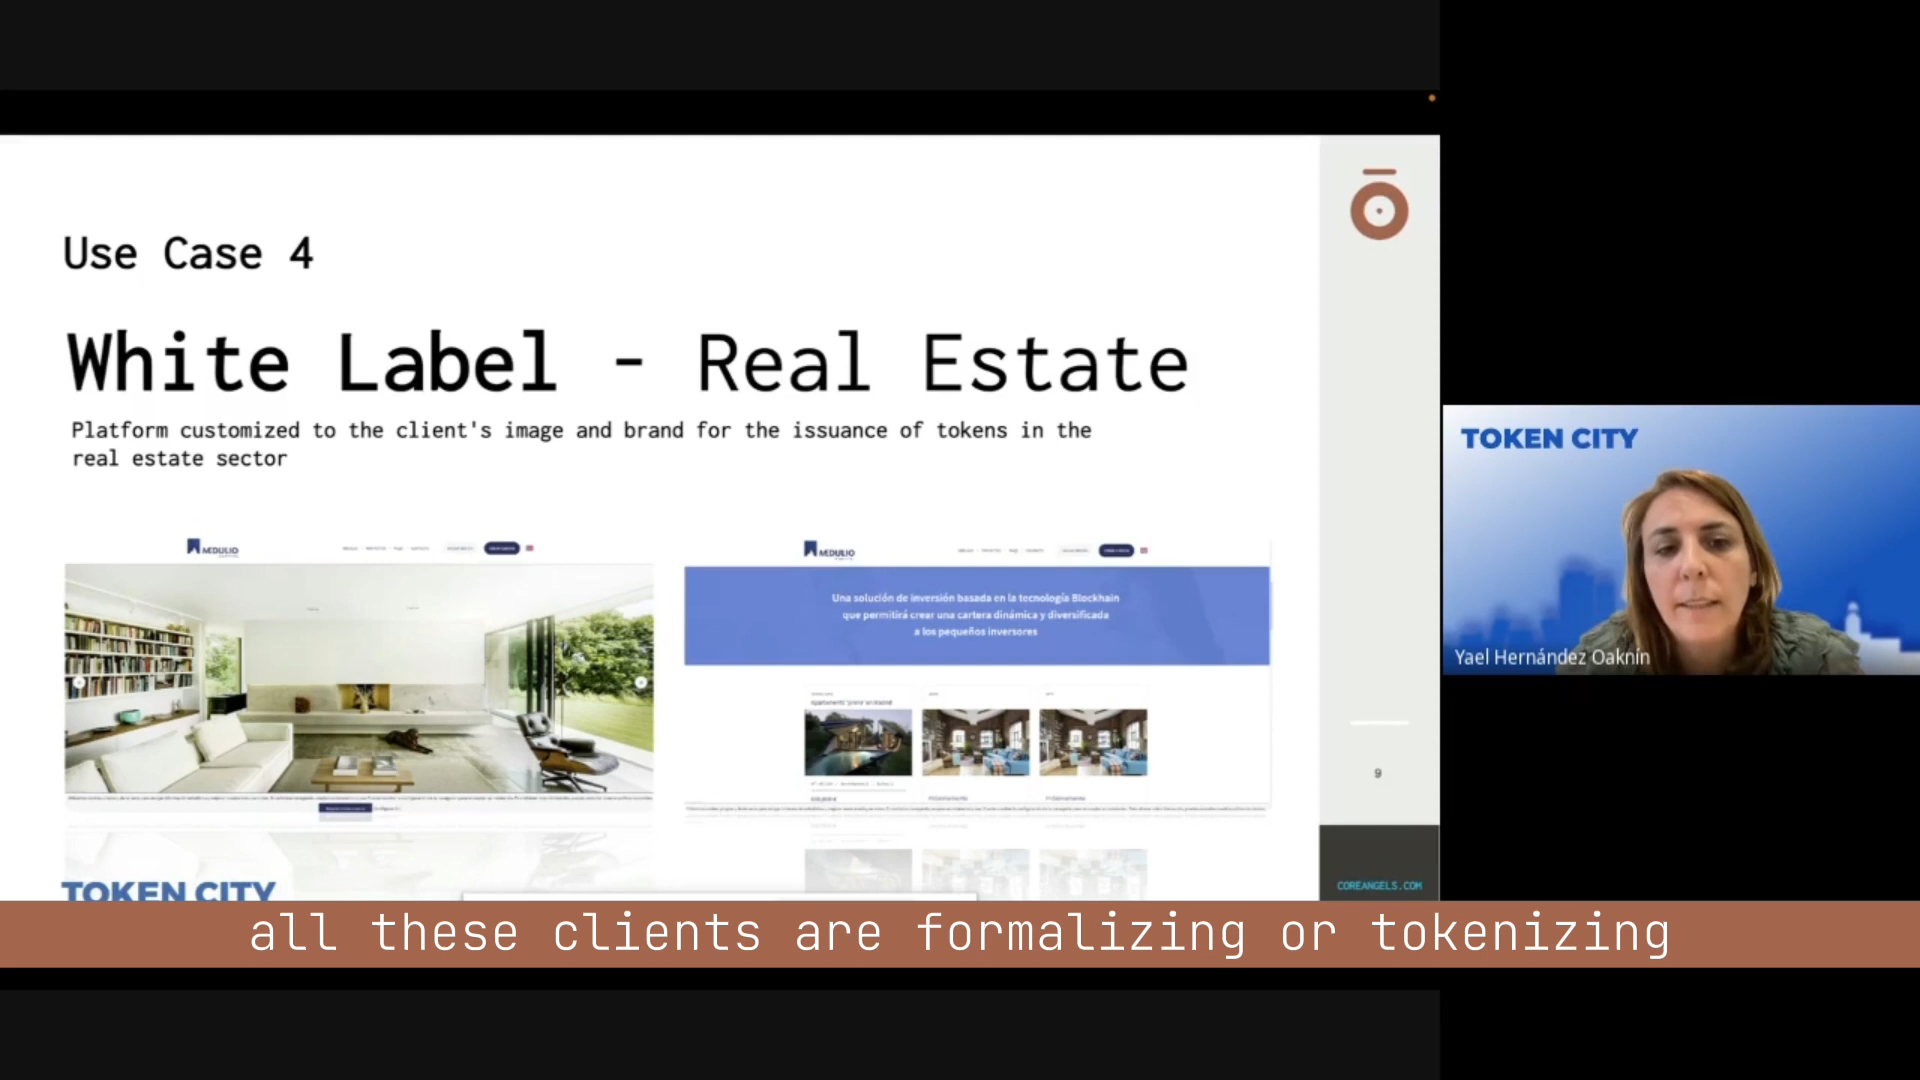 Use Case 4
White Label - Real Estate
Platform customized to the client's image and brand for the issuance of tokens in the
real estate sector
MEDULIO
MEDULIO
Una solución de inversión basada en la tecnología Blockhain
que permitirá crear una cartera dinámica y diversificada
a los pequeños inversores
TOKEN CITY
9
COREANGELS.COM
TOKEN CITY
Yael Hernández Oaknín
all these clients are formalizing or tokenizing